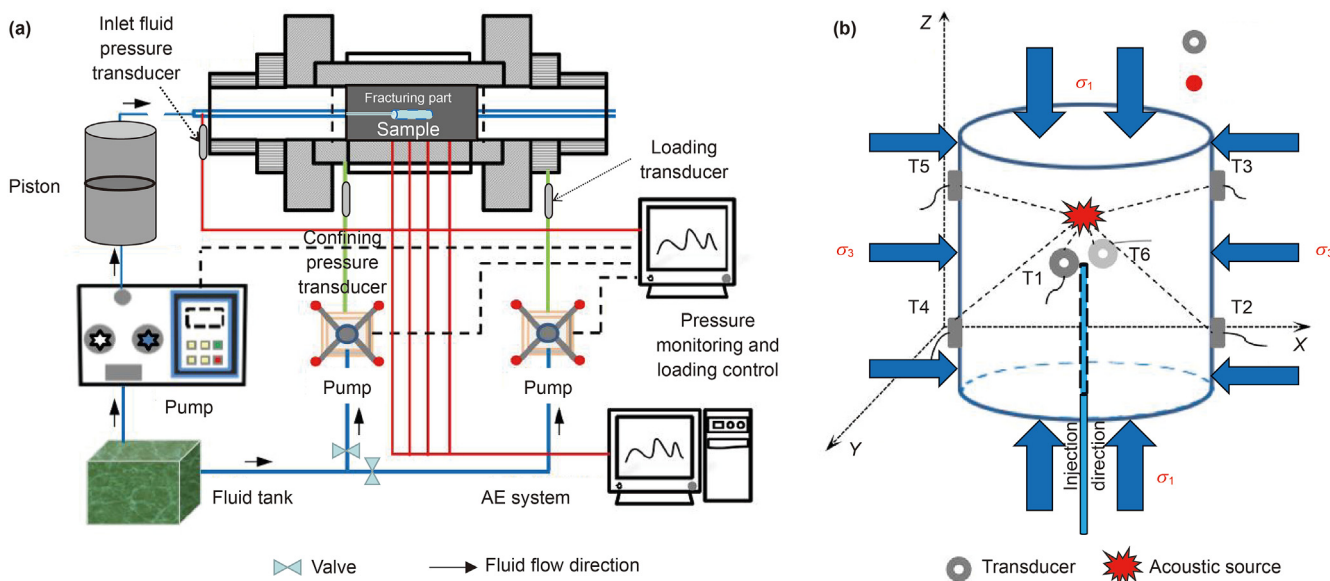 (a)
Inlet fluid
pressure
transducer
Fracturing part
Sample
Loading
transducer
Piston
Confining
pressure
transducer
Pressure
monitoring and
loading control
Pump
Pump
Pump
Fluid tank
AE system
Valve
Fluid flow direction
(b)
Z
σ1
T5
T3
σ3
σ3
T1
T6
T4
T2
X
Y
Injection
direction
σ1
Transducer
Acoustic source